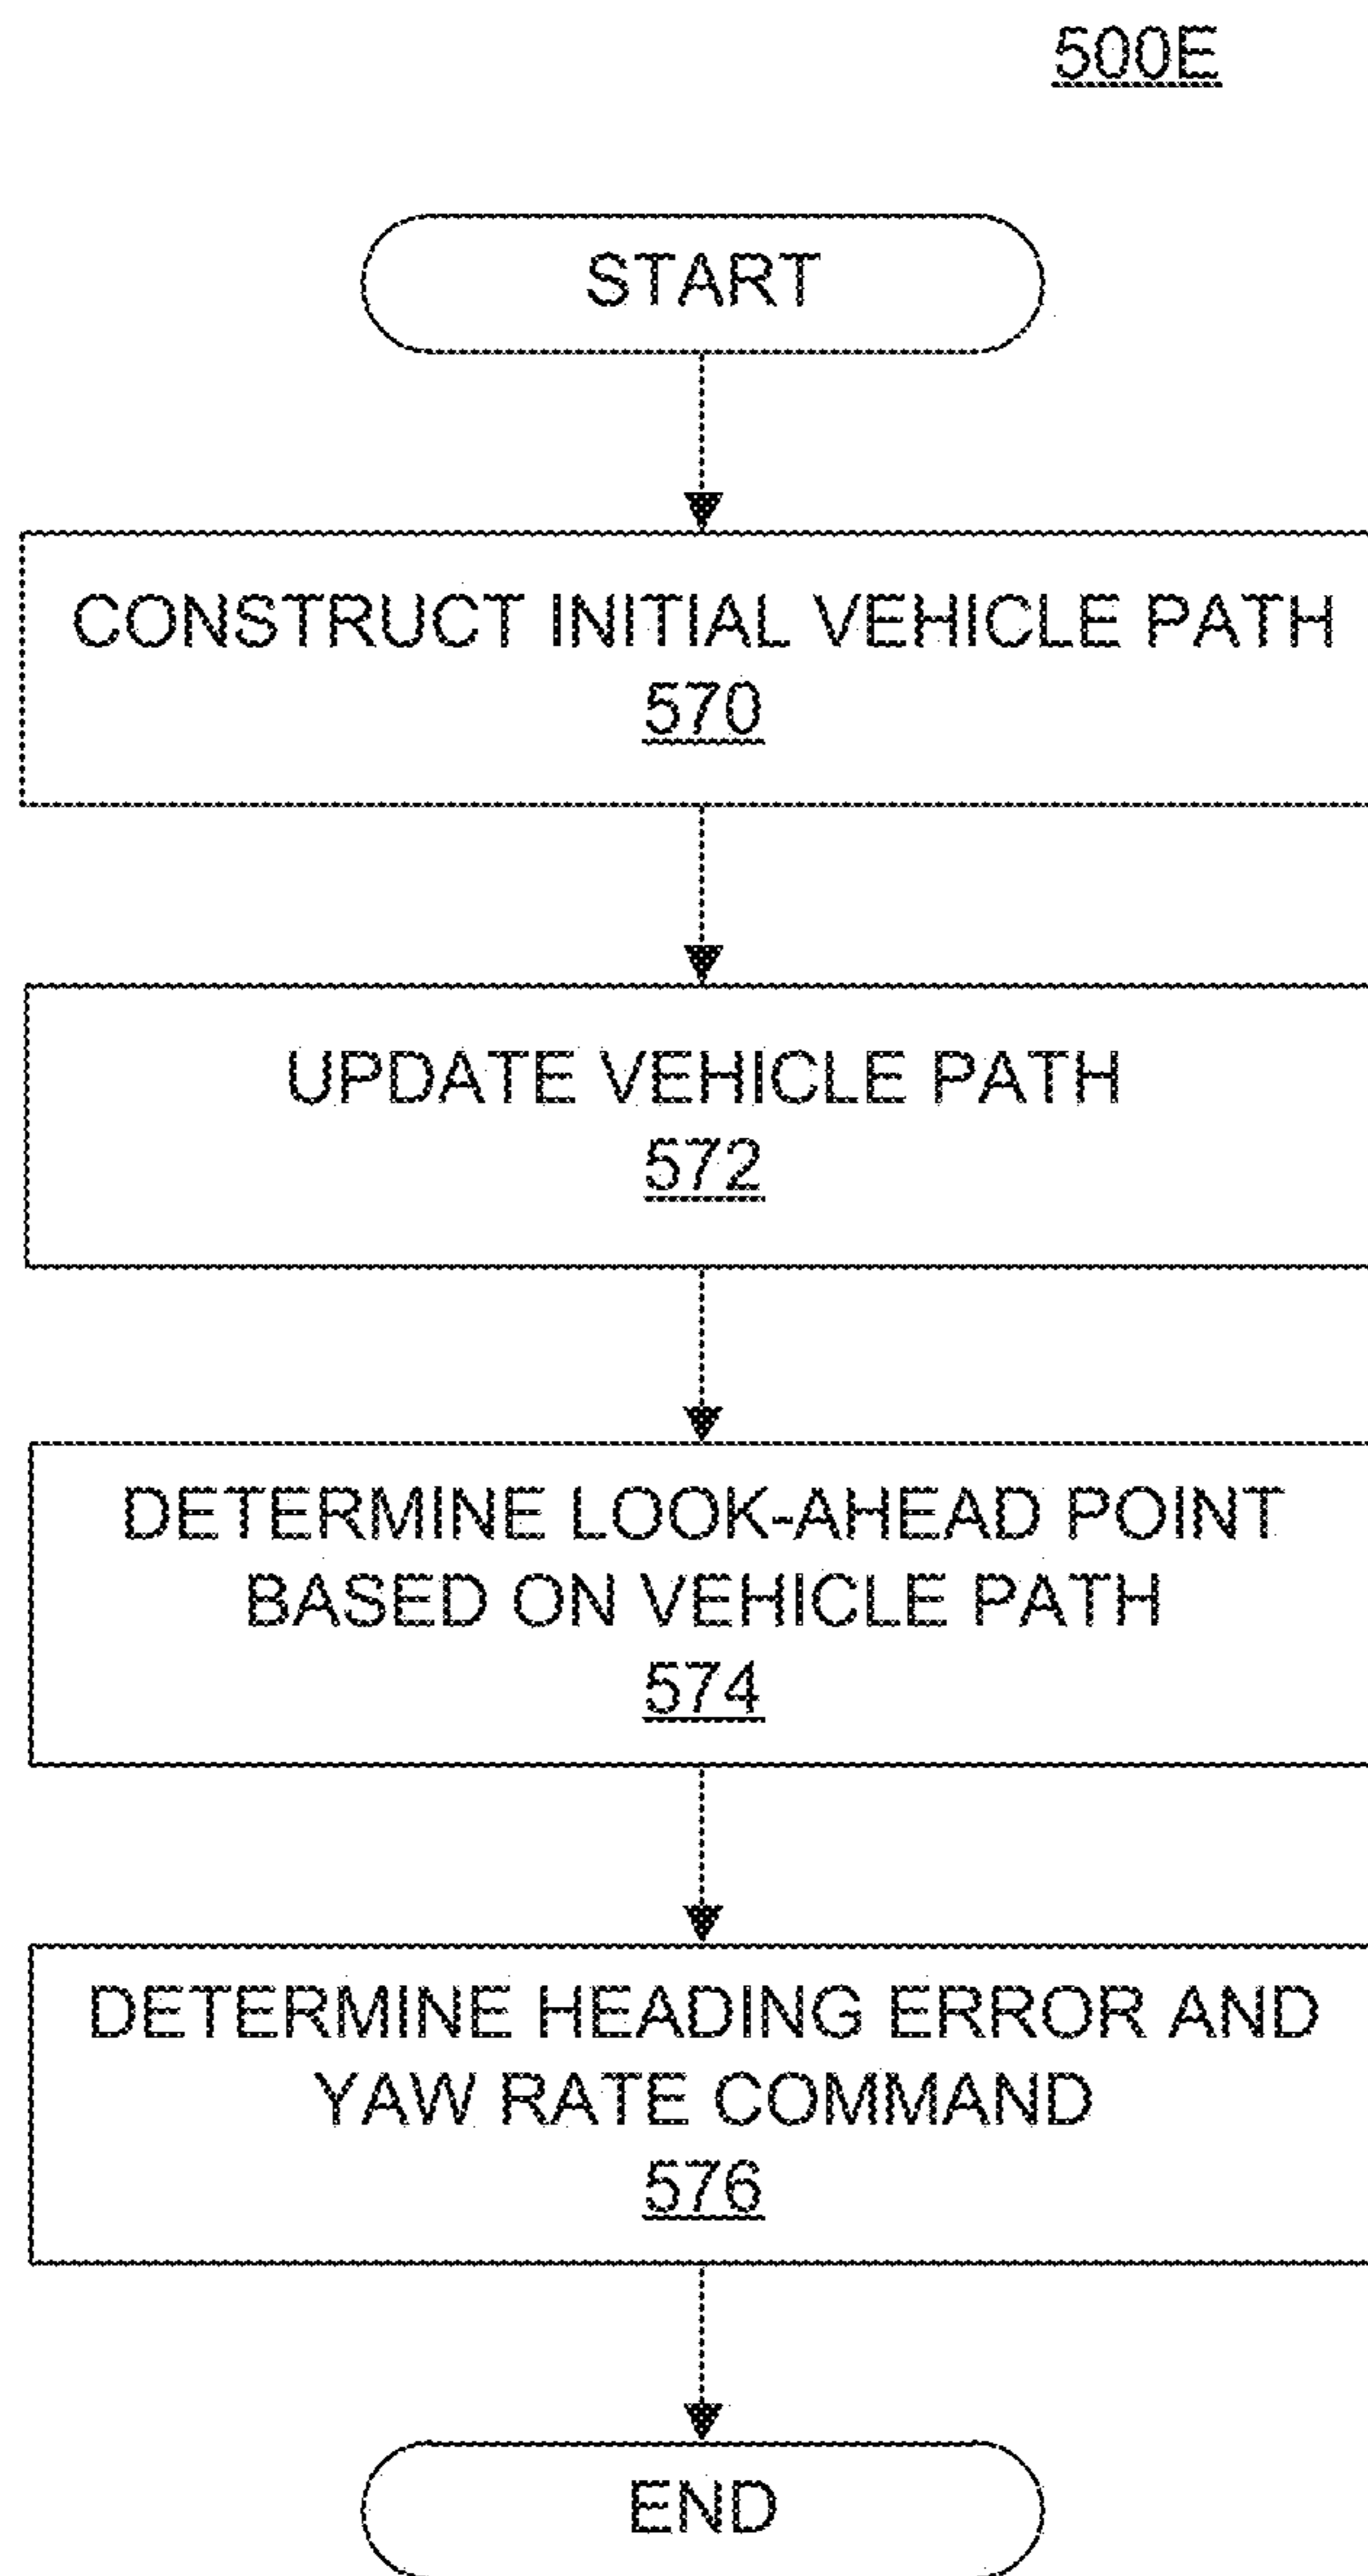 500E
START
CONSTRUCT INITIAL VEHICLE PATH
570
UPDATE VEHICLE PATH
572
DETERMINE LOOK-AHEAD POINT
BASED ON VEHICLE PATH
574
DETERMINE HEADING ERROR AND
YAW RATE COMMAND
576
END